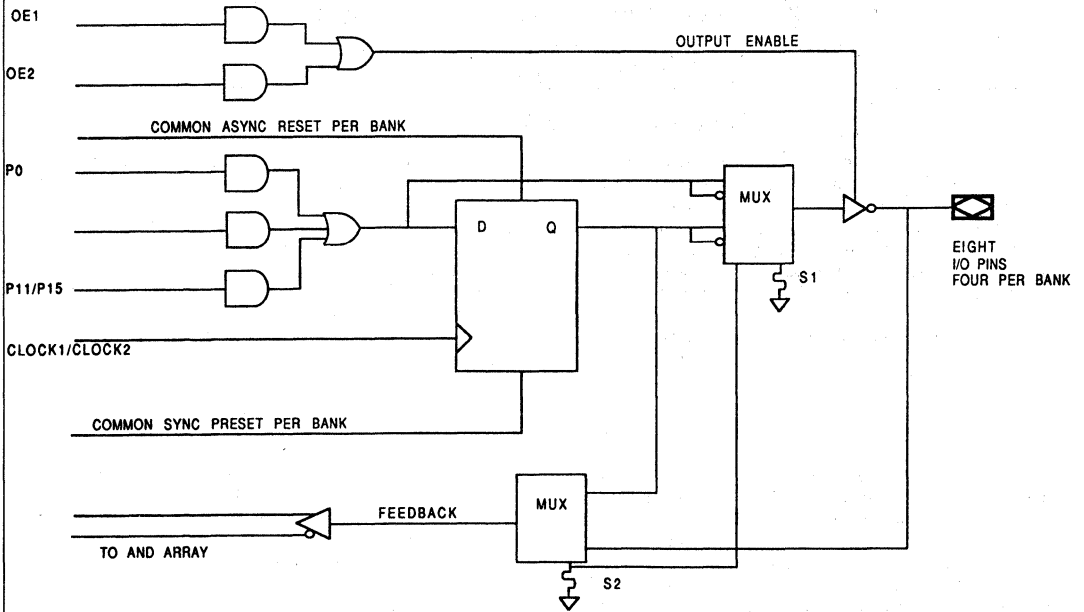 OE1
OUTPUT ENABLE
OE2
COMMON ASYNC RESET PER BANK
P0
MUX
D
Q
EIGHT
I/O PINS
FOUR PER BANK
S1
P11/P15
CLOCK1/CLOCK2
COMMON SYNC PRESET PER BANK
MUX
FEEDBACK
TO AND ARRAY
S2